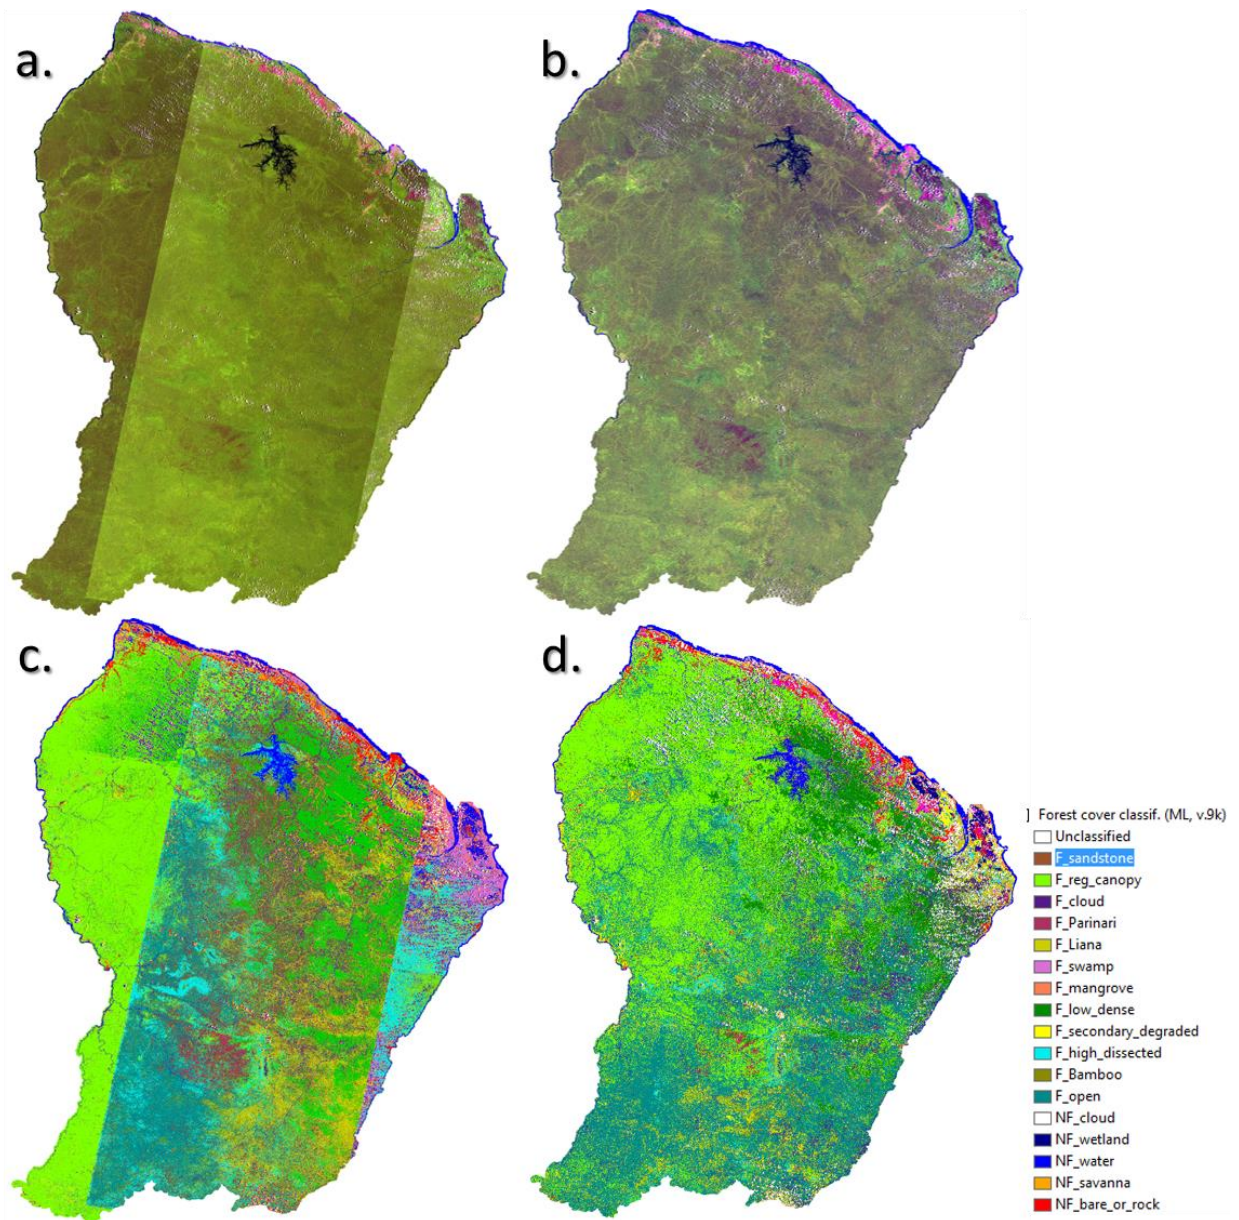 a.
b.
c.
d.
] Forest cover classif. (ML, v.9k)
Unclassified
F_sandstone
F_reg_canopy
F_cloud
F_Parinari
F_Liana
F_swamp
F_mangrove
F_low_dense
F_secondary_degraded
F_high_dissected
F_Bamboo
F_open
NF_cloud
NF_wetland
NF_water
NF_savanna
NF_bare_or_rock